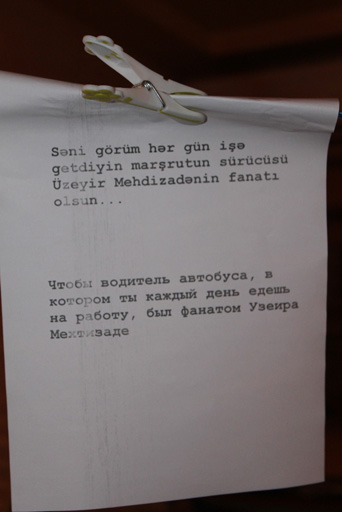 Səni görüm hər gün işə
getdiyin marşrutun sürücüsü
Üzeyir Mehdizadənin fanatı
olsun...
Чтобы водитель автобуса, в
котором ты каждый день едешь
на работу, был фанатом Узеира
Мехтизаде